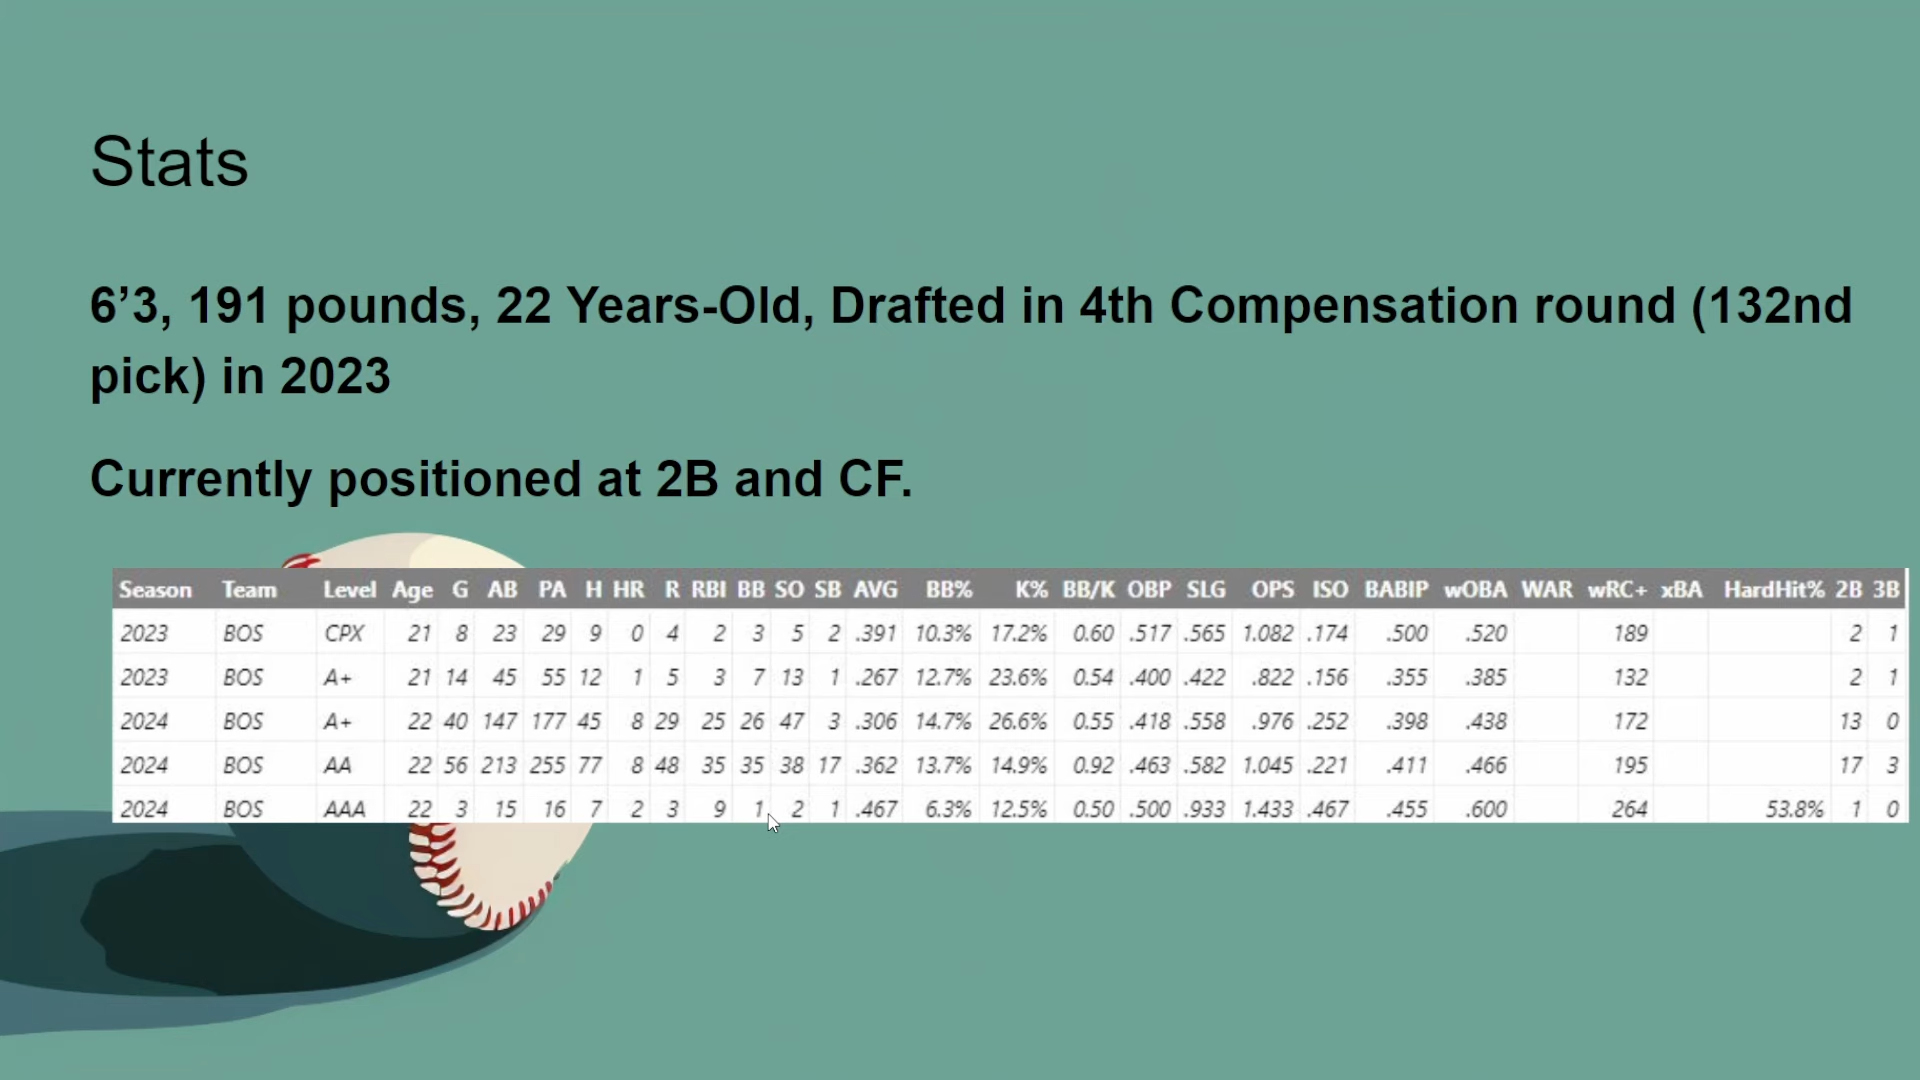 Stats
6’3, 191 pounds, 22 Years-Old, Drafted in 4th Compensation round (132nd
pick) in 2023
Currently positioned at 2B and CF.
Season Team Level Age G AB PA H HR R RBI BB SO SB AVG BB% K% BB/K OBP SLG OPS ISO BABIP wOBA WAR wRC+ xBA HardHit% 2B 3B
2023 BOS CPX 21 8 23 29 9 0 4 2 3 5 2 .391 10.3% 17.2% 0.60 .517 .565 1.082 .174 .500 .520 189 2 1
2023 BOS A+ 21 14 45 55 12 1 5 3 7 13 1 .267 12.7% 23.6% 0.54 .400 .422 .822 .156 .355 .385 132 2 1
2024 BOS A+ 22 40 147 177 45 8 29 25 26 47 3 .306 14.7% 26.6% 0.55 .418 .558 .976 .252 .398 .438 172 13 0
2024 BOS AA 22 56 213 255 77 8 48 35 35 38 17 .362 13.7% 14.9% 0.92 .463 .582 1.045 .221 .411 .466 195 17 3
2024 BOS AAA 22 3 15 16 7 2 3 9 1 2 1 .467 6.3% 12.5% 0.50 .500 .933 1.433 .467 .455 .600 264 53.8% 1 0